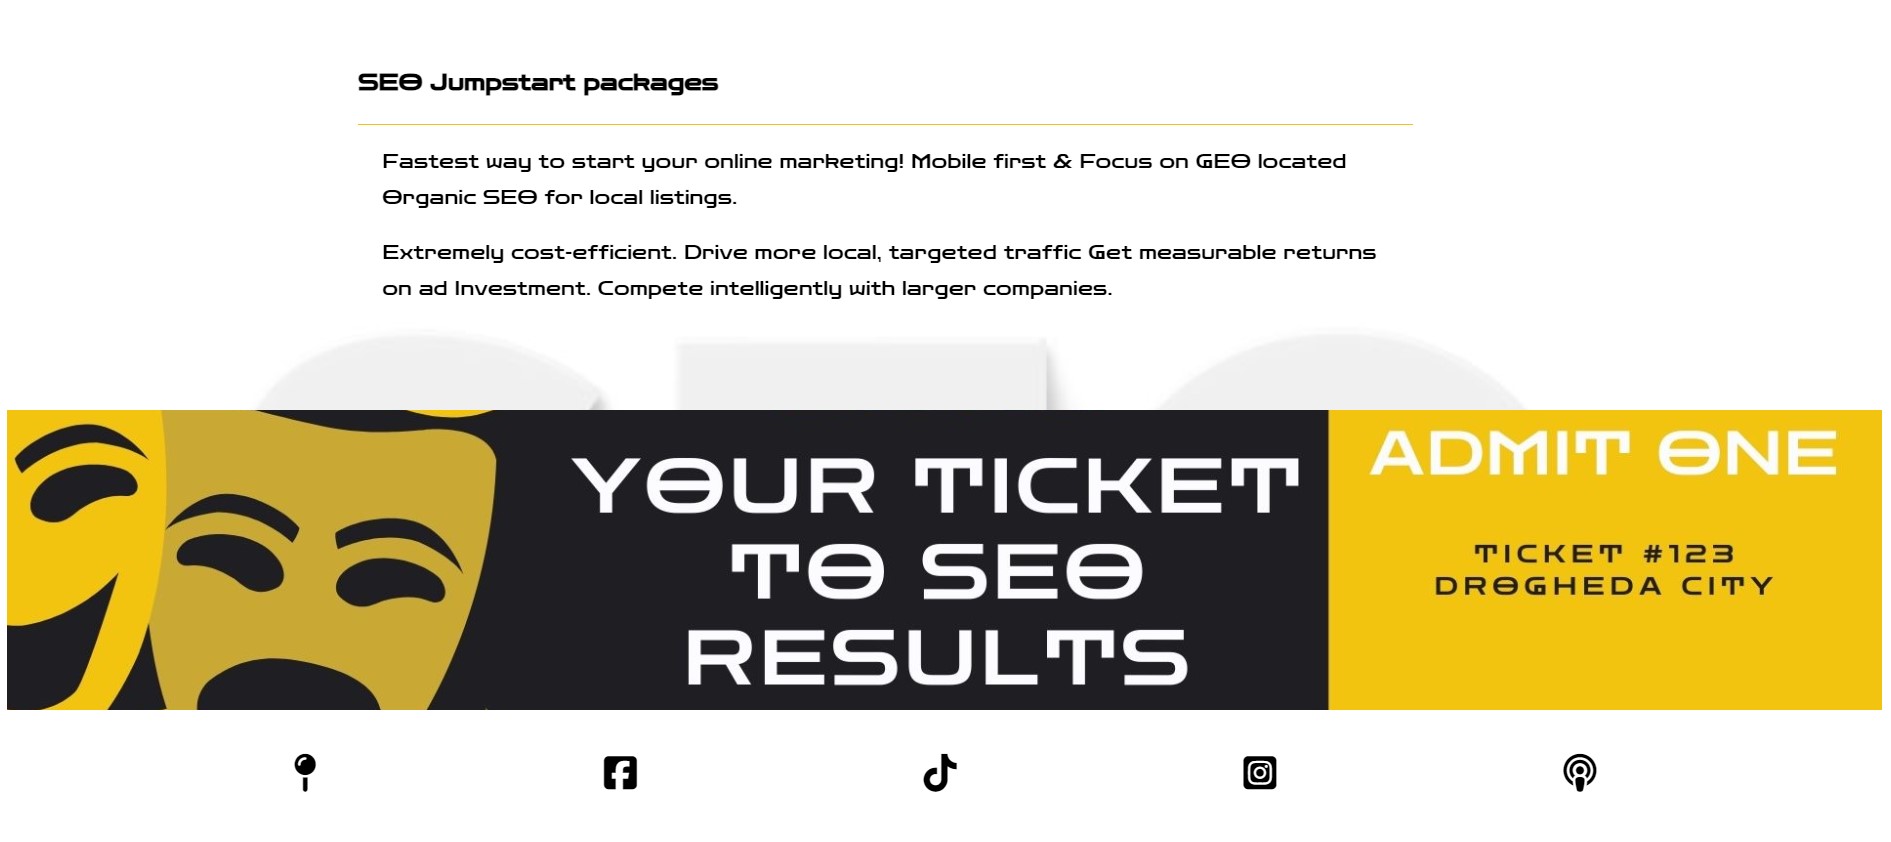 SEO Jumpstart packages
Fastest way to start your online marketing! Mobile first & Focus on GEO located
Organic SEO for local listings.
Extremely cost-efficient. Drive more local, targeted traffic Get measurable returns
on ad Investment. Compete intelligently with larger companies.
YOUR TICKET
TO SEO
RESULTS
ADMIT ONE
TICKET #123
DROGHEDA CITY